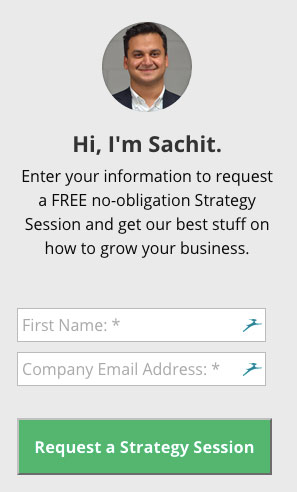 Hi, I'm Sachit.
Enter your information to request
a FREE no-obligation Strategy
Session and get our best stuff on
how to grow your business.
First Name: *
Company Email Address: *
Request a Strategy Session